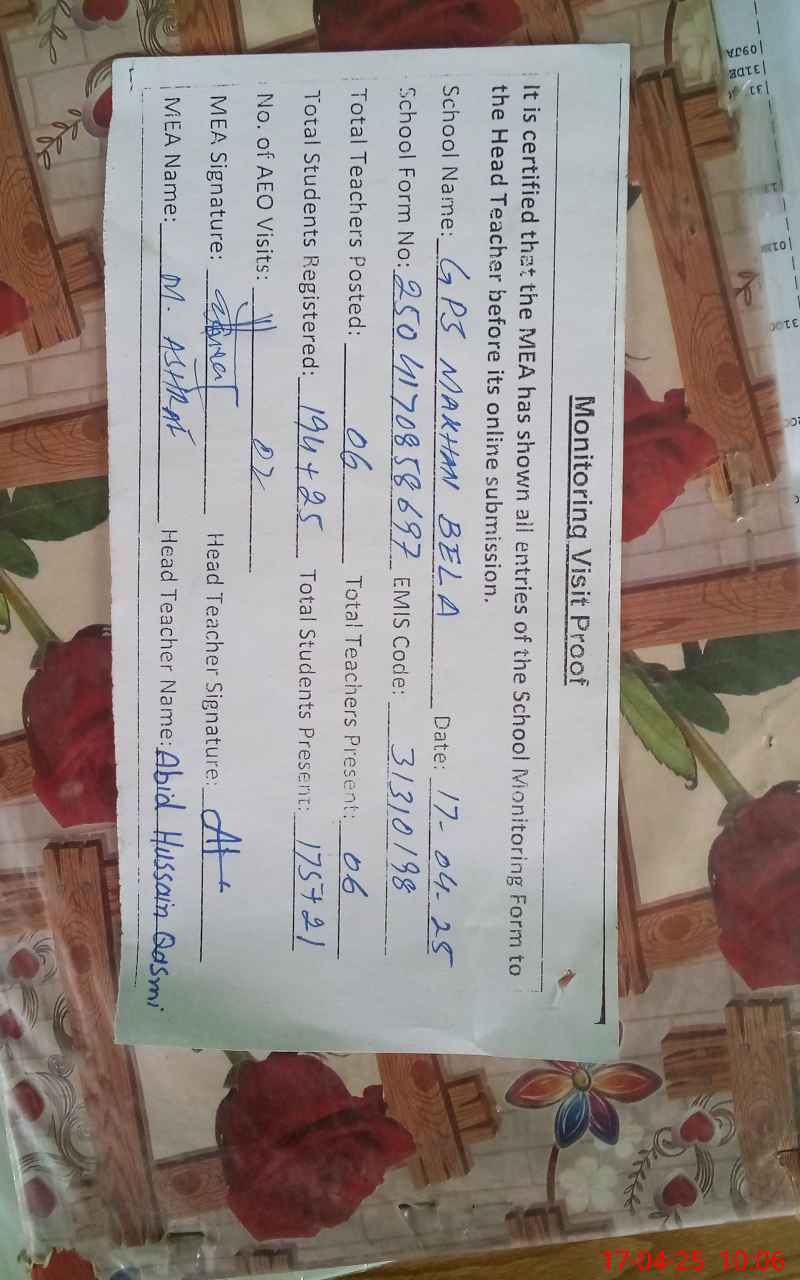 Monitoring Visit Proof
It is certified that the MEA has shown all entries of the School Monitoring Form to
the Head Teacher before its online submission.
School Name: GPS MAKHAN BELA Date: 17-04-25
School Form No: 2504170858697 EMIS Code: 31310198
Total Teachers Posted: 06 Total Teachers Present: 06
Total Students Registered: 194+25 Total Students Present: 175+21
No. of AEO Visits: 02
MEA Signature: Head Teacher Signature:
MEA Name: M. ASHRAF Head Teacher Name: Abid Hussain Qasmi
17-04-25 10:06